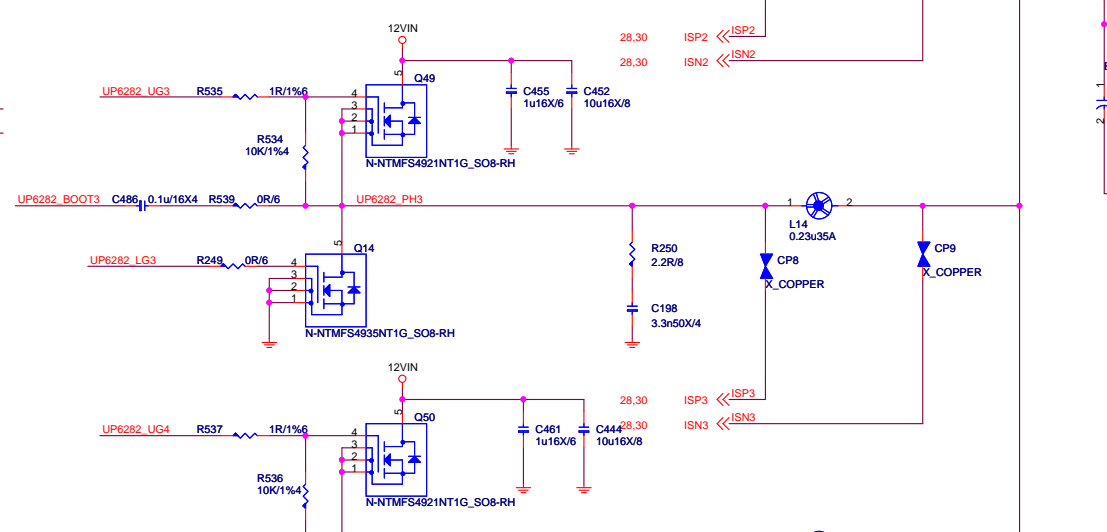 12VIN
28,30 ISP2 ISP2
28,30 ISN2 ISN2
5
Q49
UP6282_UG3 R535 1R/1%6
4
3
2
1
C455
1u16X/6
C452
10u16X/8
R534
10K/1%4
N-NTMFS4921NT1G_SO8-RH
UP6282_BOOT3 C486 0.1u/16X4 R539 0R/6 UP6282_PH3
1 2
L14
0.23u35A
5
Q14
UP6282_LG3 R249 0R/6
4
3
2
1
R250
2.2R/8
CP8
X_COPPER
CP9
X_COPPER
C198
3.3n50X/4
N-NTMFS4935NT1G_SO8-RH
12VIN
28,30 ISP3 ISP3
28,30 ISN3 ISN3
5
Q50
UP6282_UG4 R537 1R/1%6
4
3
2
1
C461
1u16X/6
C444
10u16X/8
R536
10K/1%4
N-NTMFS4921NT1G_SO8-RH
1
2